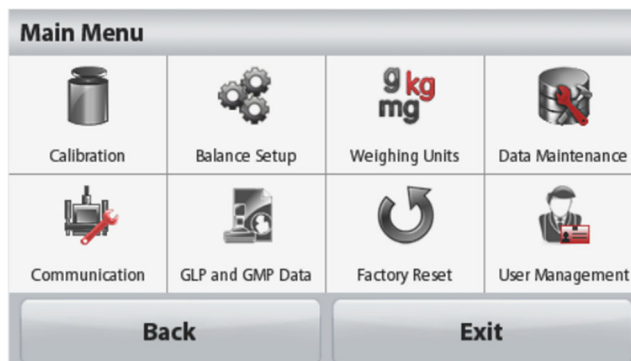 Main Menu
g kg
mg
Calibration Balance Setup Weighing Units Data Maintenance
Communication GLP and GMP Data Factory Reset User Management
Back Exit